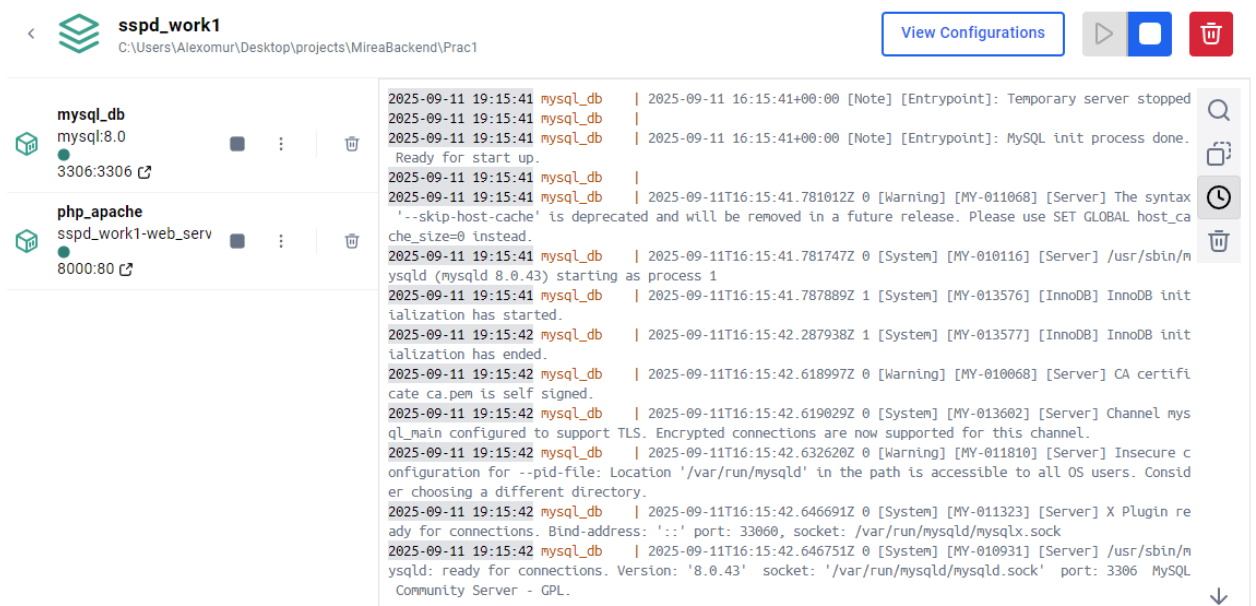 sspd_work1
C:\Users\Alexomur\Desktop\projects\MireaBackend\Prac1
View Configurations
mysql_db
mysql:8.0
3306:3306
php_apache
sspd_work1-web_serv
8000:80
2025-09-11 19:15:41 mysql_db | 2025-09-11 16:15:41+00:00 [Note] [Entrypoint]: Temporary server stopped
2025-09-11 19:15:41 mysql_db |
2025-09-11 19:15:41 mysql_db | 2025-09-11 16:15:41+00:00 [Note] [Entrypoint]: MySQL init process done.
Ready for start up.
2025-09-11 19:15:41 mysql_db |
2025-09-11 19:15:41 mysql_db | 2025-09-11T16:15:41.781012Z 0 [Warning] [MY-011068] [Server] The syntax
'--skip-host-cache' is deprecated and will be removed in a future release. Please use SET GLOBAL host_ca
che_size=0 instead.
2025-09-11 19:15:41 mysql_db | 2025-09-11T16:15:41.781747Z 0 [System] [MY-010116] [Server] /usr/sbin/m
ysqld (mysqld 8.0.43) starting as process 1
2025-09-11 19:15:41 mysql_db | 2025-09-11T16:15:41.787889Z 1 [System] [MY-013576] [InnoDB] InnoDB init
ialization has started.
2025-09-11 19:15:42 mysql_db | 2025-09-11T16:15:42.287938Z 1 [System] [MY-013577] [InnoDB] InnoDB init
ialization has ended.
2025-09-11 19:15:42 mysql_db | 2025-09-11T16:15:42.618997Z 0 [Warning] [MY-010068] [Server] CA certifi
cate ca.pem is self signed.
2025-09-11 19:15:42 mysql_db | 2025-09-11T16:15:42.619029Z 0 [System] [MY-013602] [Server] Channel mys
ql_main configured to support TLS. Encrypted connections are now supported for this channel.
2025-09-11 19:15:42 mysql_db | 2025-09-11T16:15:42.632620Z 0 [Warning] [MY-011810] [Server] Insecure c
onfiguration for --pid-file: Location '/var/run/mysqld' in the path is accessible to all OS users. Consid
er choosing a different directory.
2025-09-11 19:15:42 mysql_db | 2025-09-11T16:15:42.646691Z 0 [System] [MY-011323] [Server] X Plugin re
ady for connections. Bind-address: '::' port: 33060, socket: /var/run/mysqld/mysqlx.sock
2025-09-11 19:15:42 mysql_db | 2025-09-11T16:15:42.646751Z 0 [System] [MY-010931] [Server] /usr/sbin/m
ysqld: ready for connections. Version: '8.0.43'  socket: '/var/run/mysqld/mysqld.sock'  port: 3306  MySQL
Community Server - GPL.